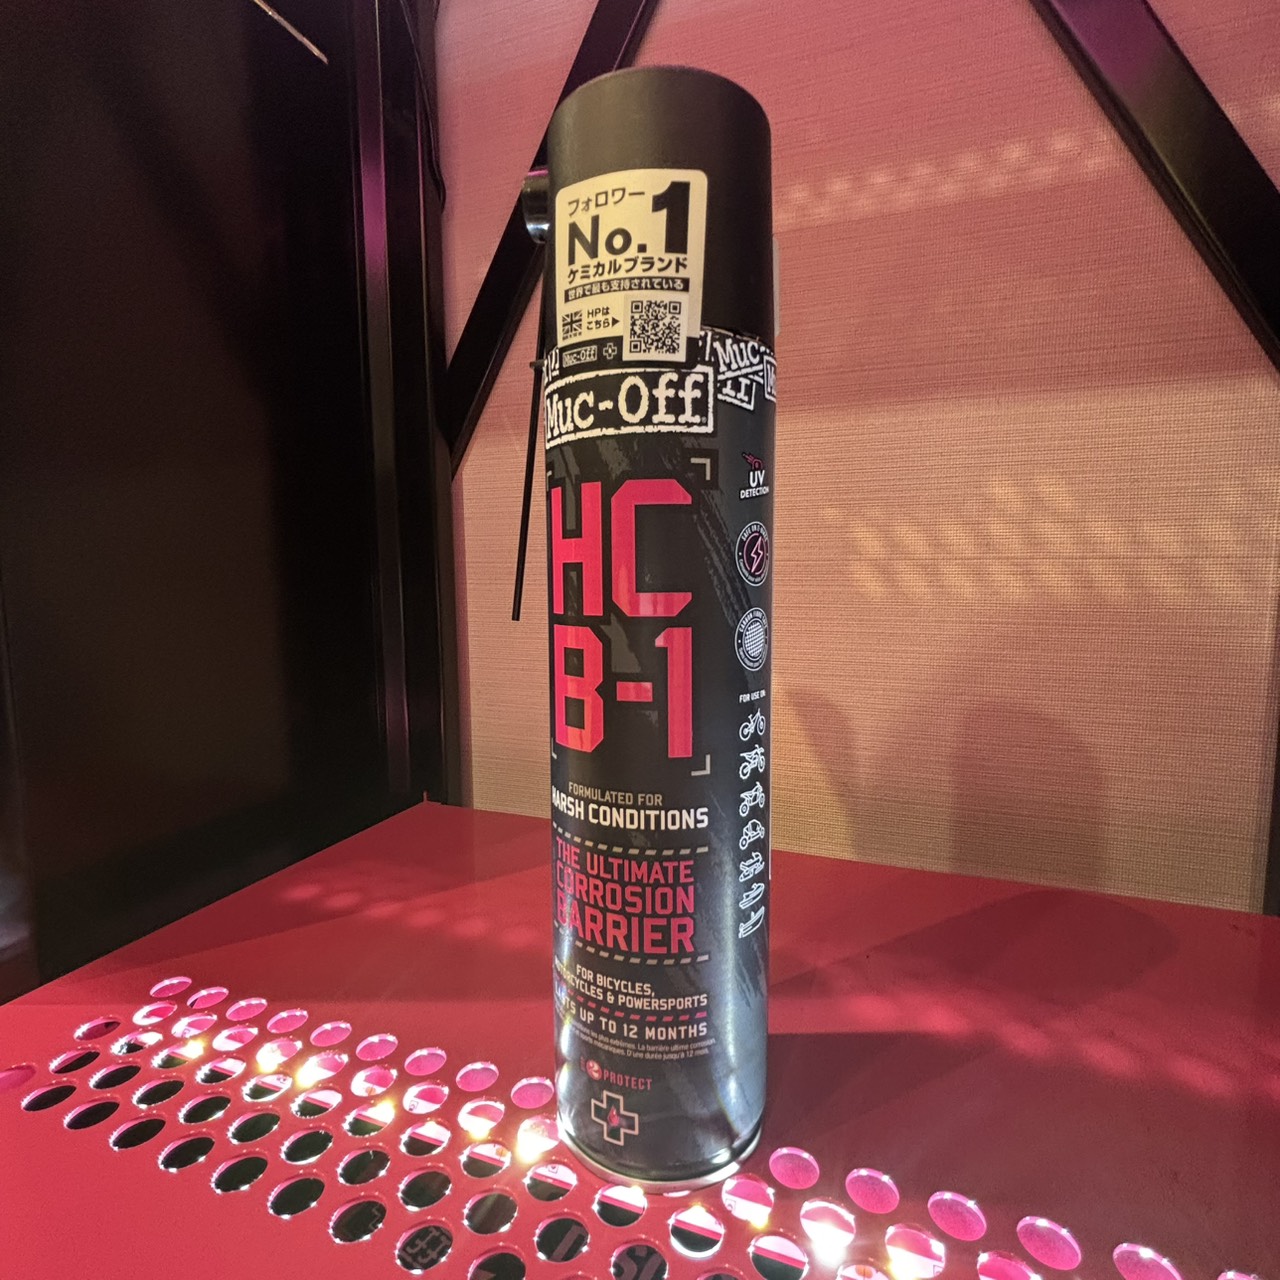 フォロワー
No.1
ケミカルブランド
世界で最も支持されている
HPは
こちら▶
Muc-Off
Muc-Off
HC
B-1
FORMULATED FOR
HARSH CONDITIONS
THE ULTIMATE
CORROSION
BARRIER
FOR BICYCLES,
MOTORCYCLES & POWERSPORTS
LASTS UP TO 12 MONTHS
PROTECT
UV
DETECTION
FOR USE ON